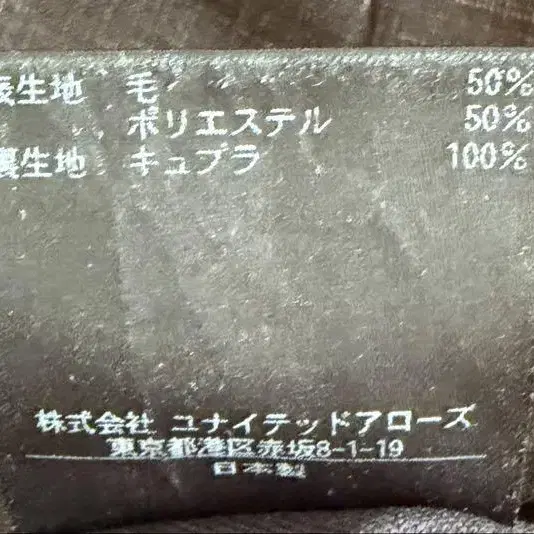 表生地 毛 50%
ポリエステル 50%
裏生地 キュプラ 100%
株式会社 ユナイテッドアローズ
東京都港区赤坂8-1-19
日本製